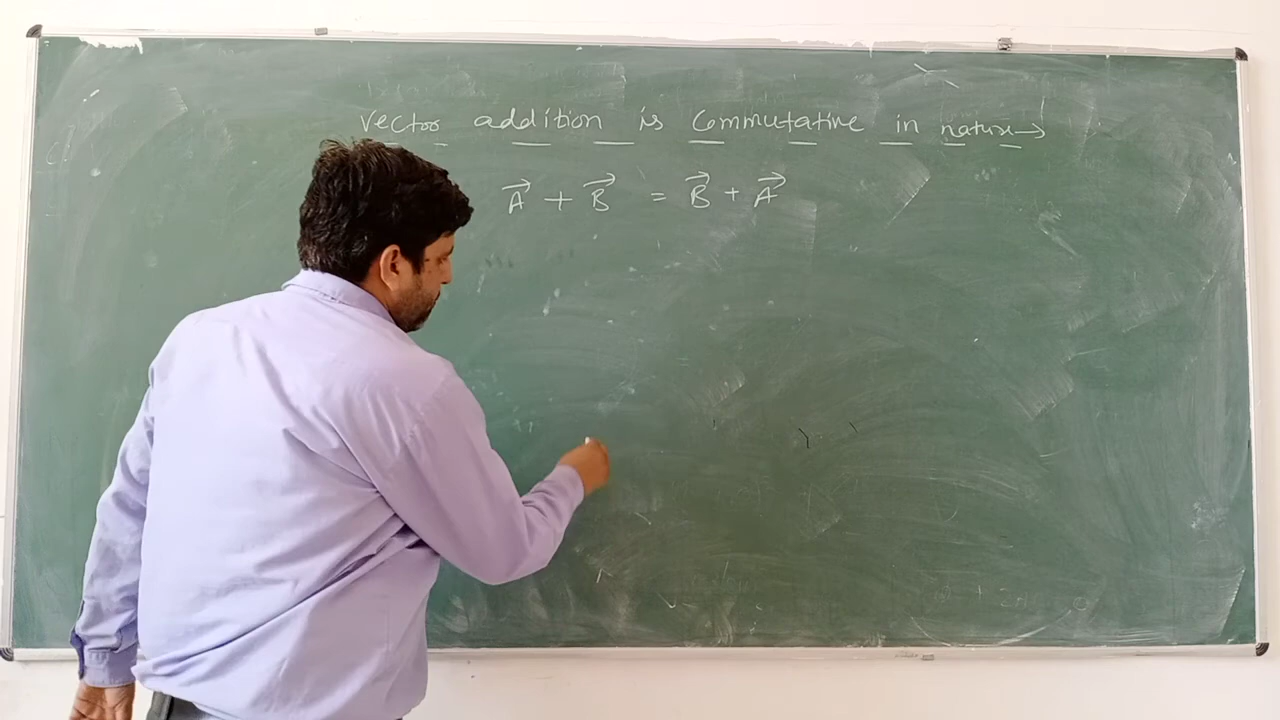 vector addition is Commutative in nature→
A⃗ + B⃗ = B⃗ + A⃗